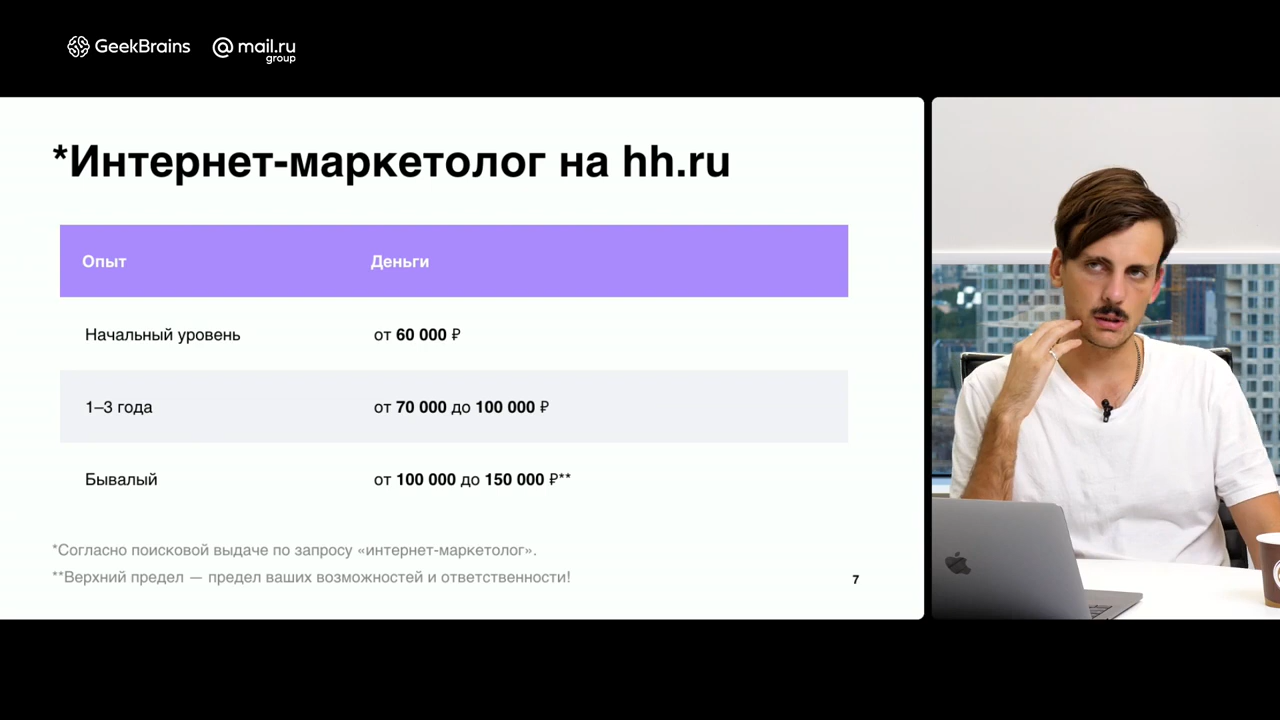 GeekBrains
@mail.ru
group
*Интернет-маркетолог на hh.ru
Опыт Деньги
Начальный уровень от 60 000 ₽
1–3 года от 70 000 до 100 000 ₽
Бывалый от 100 000 до 150 000 ₽**
*Согласно поисковой выдаче по запросу «интернет-маркетолог».
**Верхний предел — предел ваших возможностей и ответственности!
7